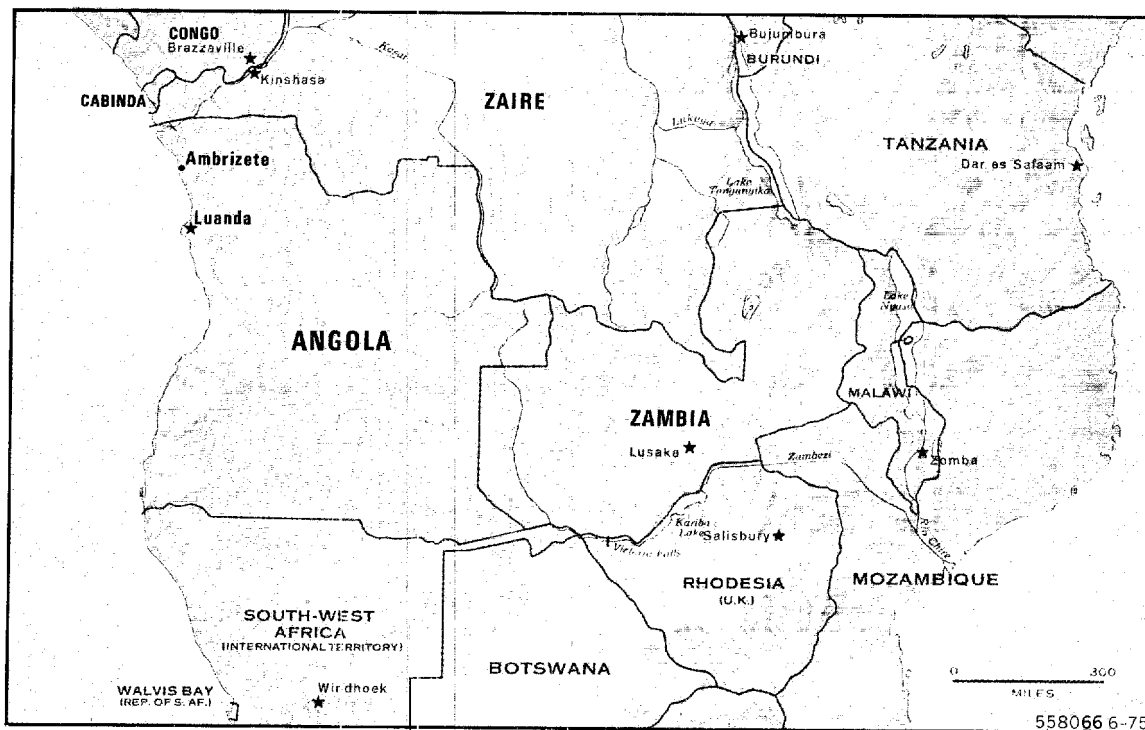 CONGO
Brazzaville
Kinshasa
CABINDA
Kasai
ZAIRE
Bujumbura
BURUNDI
TANZANIA
Dar es Safaam
Ambrizete
Luanda
Lake
Tanganyika
ANGOLA
Lake
Nyasa
MALAWI
ZAMBIA
Lusaka
Zambezi
Zomba
Kariba
Lake
Salisbury
Victoria Falls
RHODESIA
(U.K.)
MOZAMBIQUE
SOUTH-WEST
AFRICA
(INTERNATIONAL TERRITORY)
BOTSWANA
WALVIS BAY
(REP. OF S. AF.)
Windhoek
0 300
MILES
558066 6-75